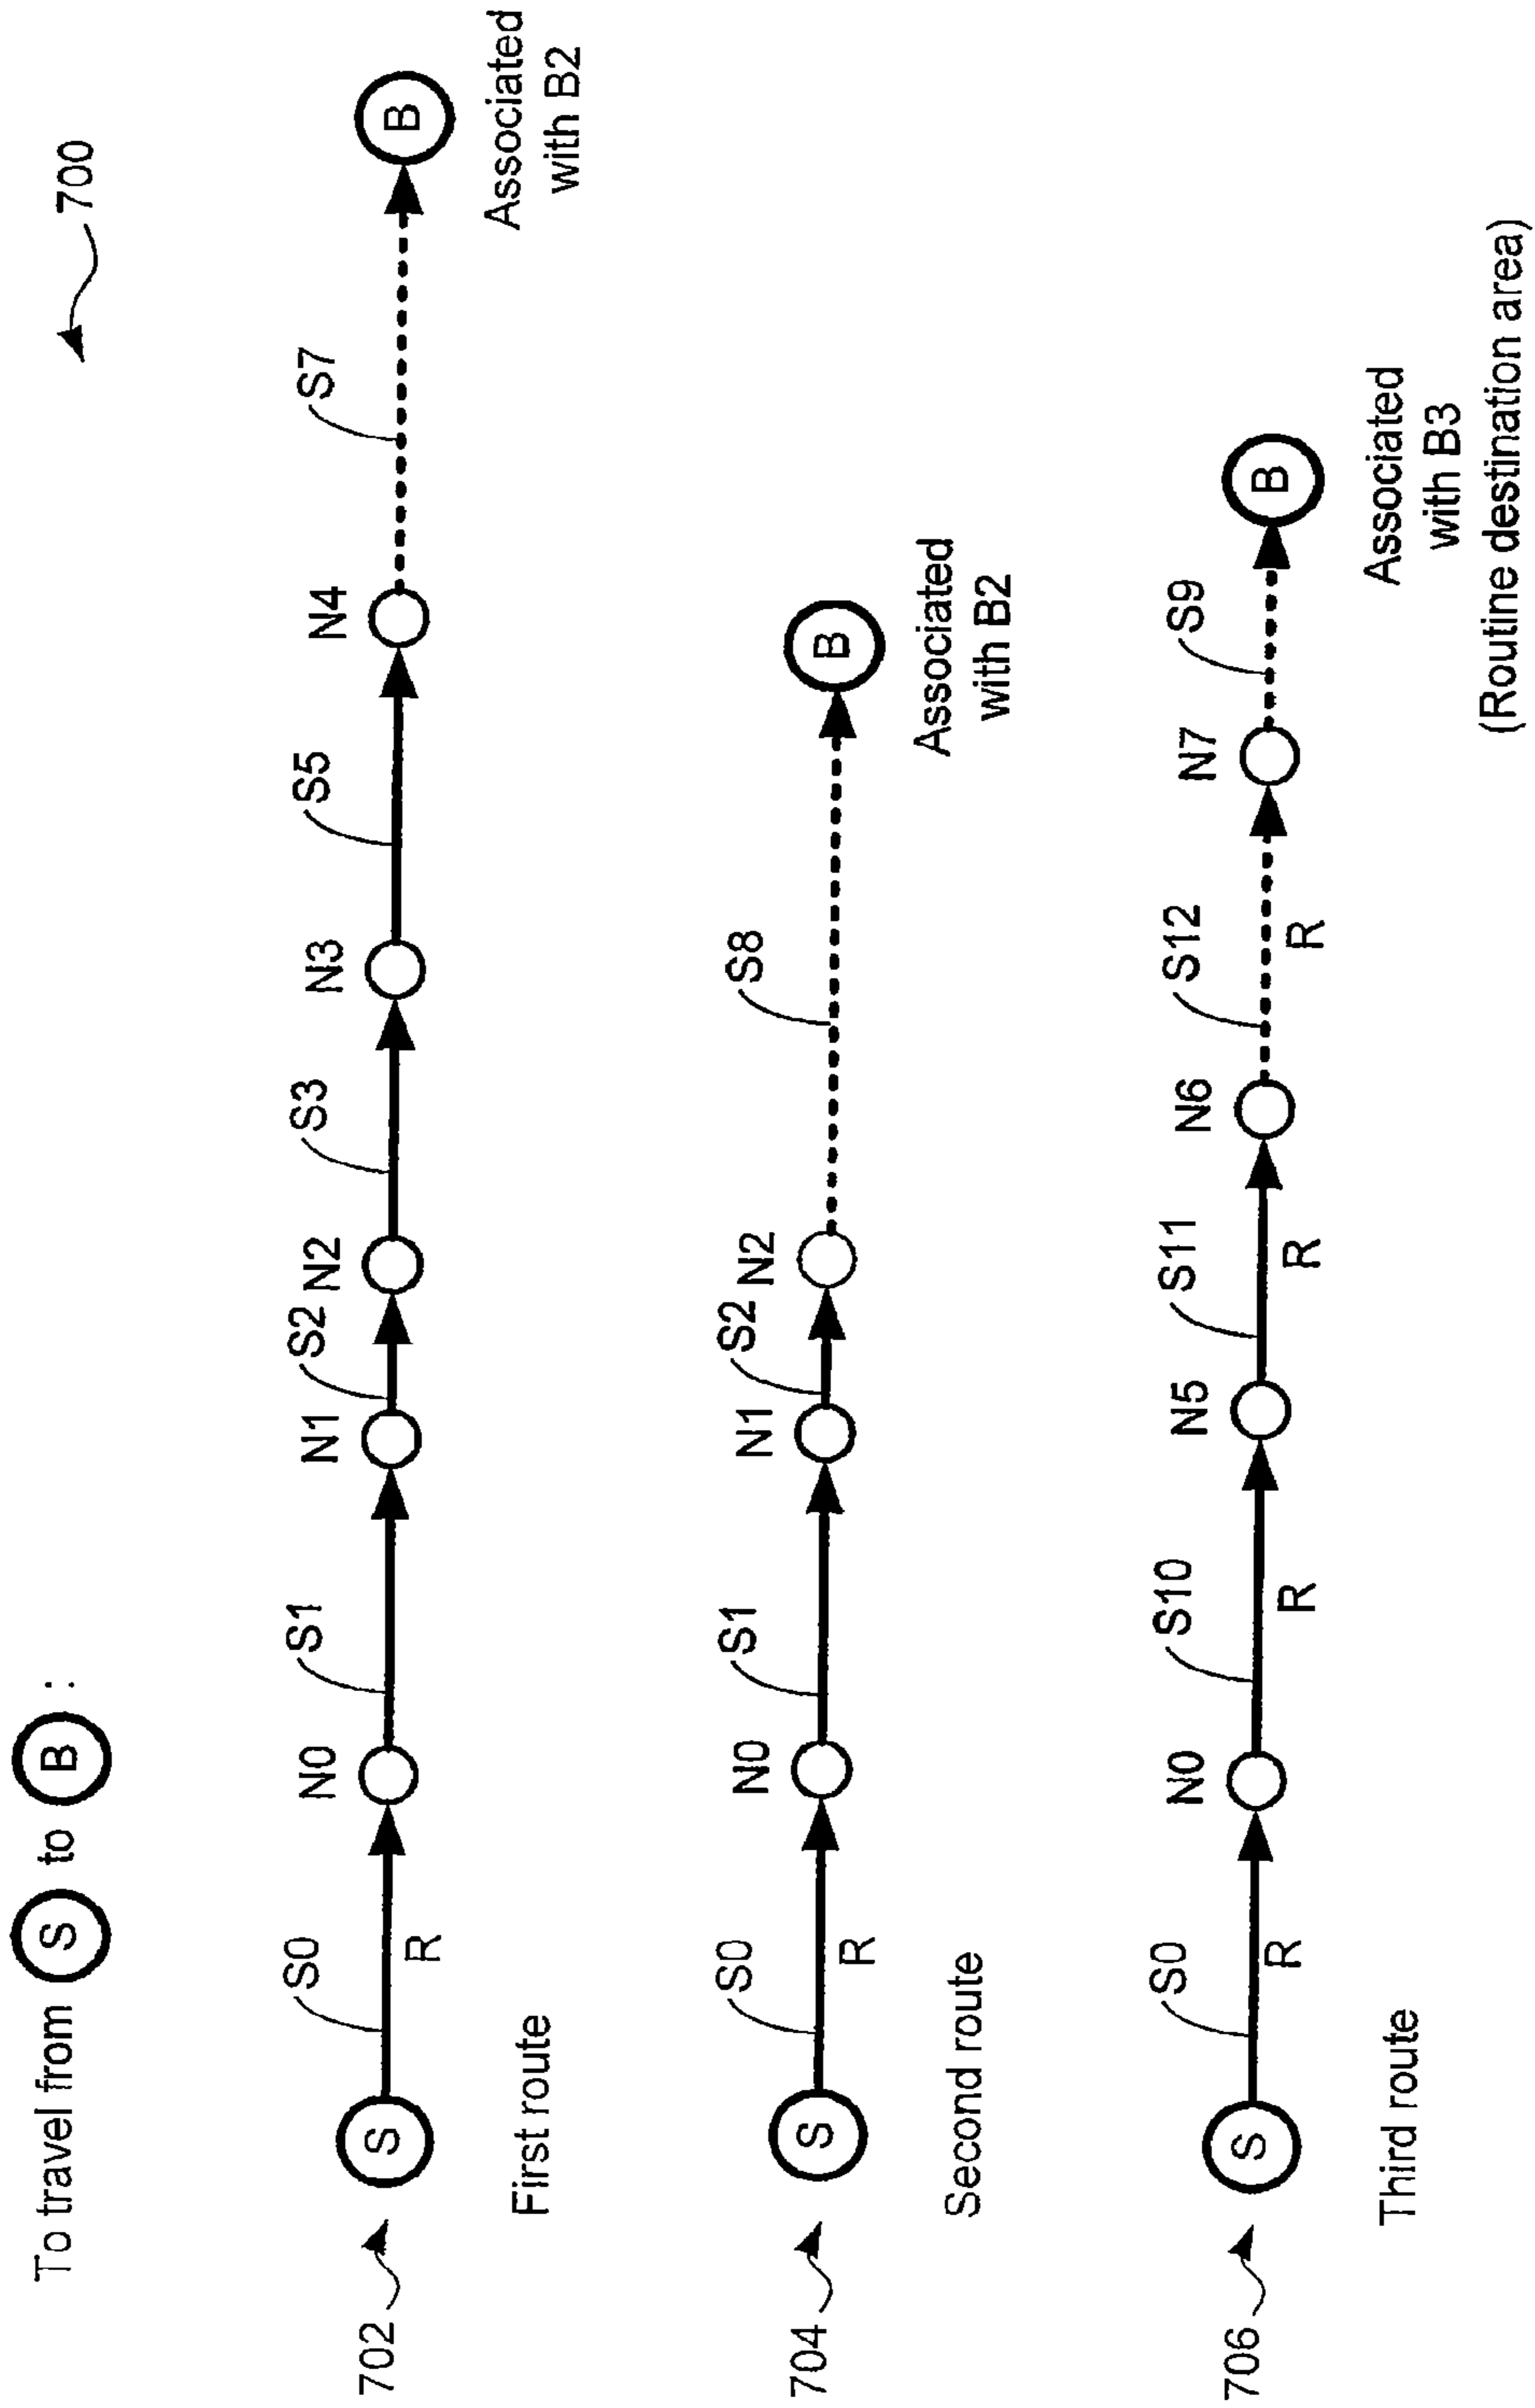 To travel from S to B :
700
702
S
S0
R
N0
S1
N1
S2
N2
S3
N3
S5
N4
S7
B
First route
Associated
with B2
704
S
S0
R
N0
S1
N1
S2
N2
S8
B
Second route
Associated
with B2
706
S
S0
R
N0
S10
R
N5
S11
R
N6
S12
R
N7
S9
B
Third route
Associated
with B3
(Routine destination area)